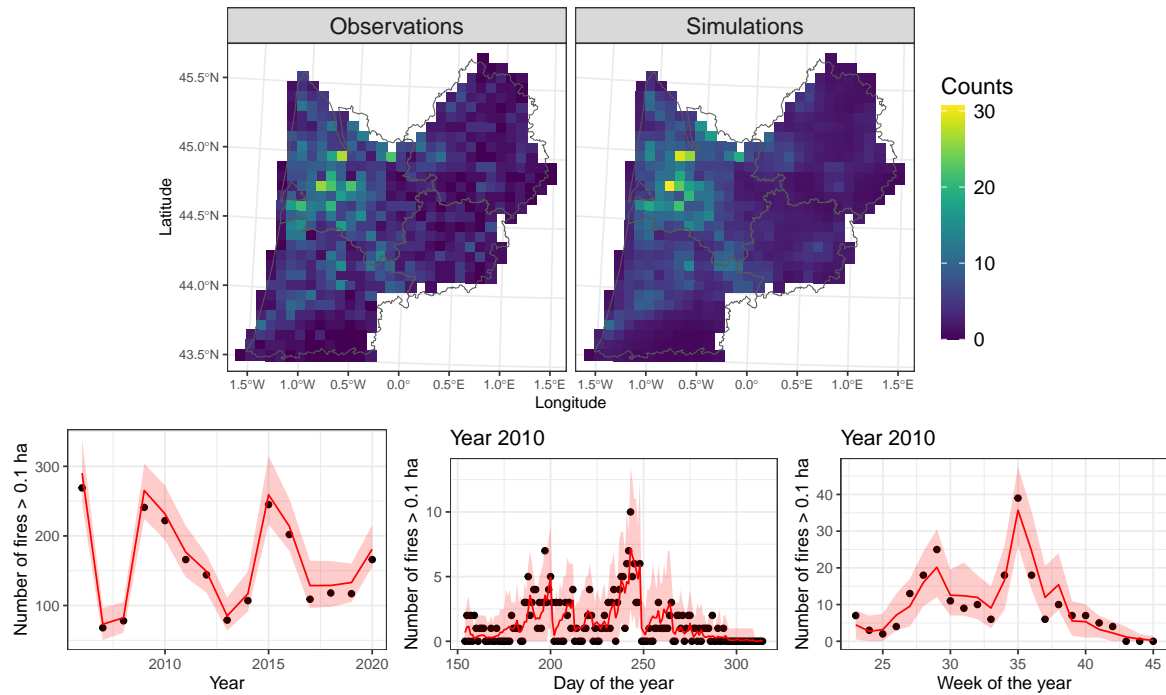 Observations Simulations
Counts
30
20
10
0
Latitude
45.5°N
45.0°N
44.5°N
44.0°N
43.5°N
1.5°W 1.0°W 0.5°W 0.0° 0.5°E 1.0°E 1.5°E 1.5°W 1.0°W 0.5°W 0.0° 0.5°E 1.0°E 1.5°E
Longitude
Number of fires > 0.1 ha
300
200
100
2010 2015 2020
Year
Year 2010
Number of fires > 0.1 ha
10
5
0
150 200 250 300
Day of the year
Year 2010
Number of fires > 0.1 ha
40
30
20
10
0
25 30 35 40 45
Week of the year